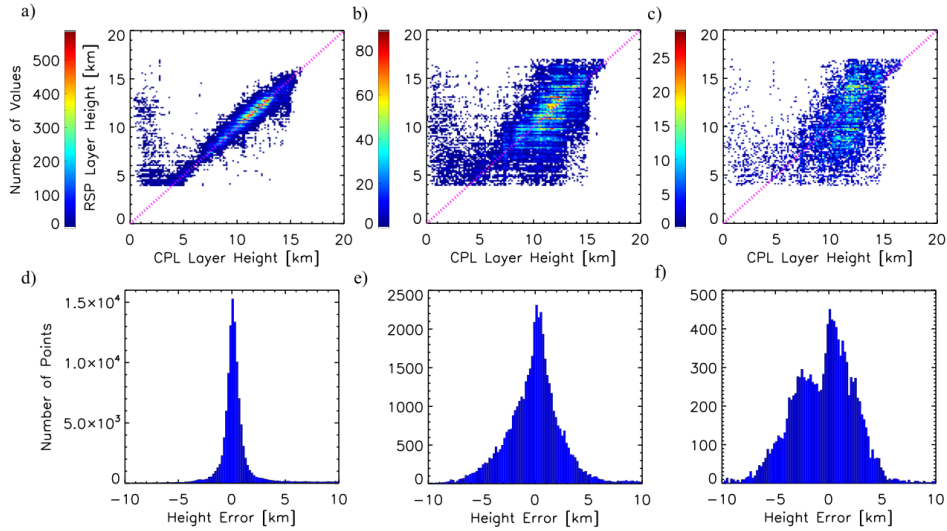 a)
b)
c)
Number of Values
500
400
300
200
100
0
RSP Layer Height [km]
20
15
10
5
0
0 5 10 15 20
CPL Layer Height [km]
80
60
40
20
0
20
15
10
5
0
0 5 10 15 20
CPL Layer Height [km]
25
20
15
10
5
0
20
15
10
5
0
0 5 10 15 20
CPL Layer Height [km]
d)
e)
f)
Number of Points
1.5×10⁴
1.0×10⁴
5.0×10³
0
-10 -5 0 5 10
Height Error [km]
2500
2000
1500
1000
500
0
-10 -5 0 5 10
Height Error [km]
500
400
300
200
100
0
-10 -5 0 5 10
Height Error [km]